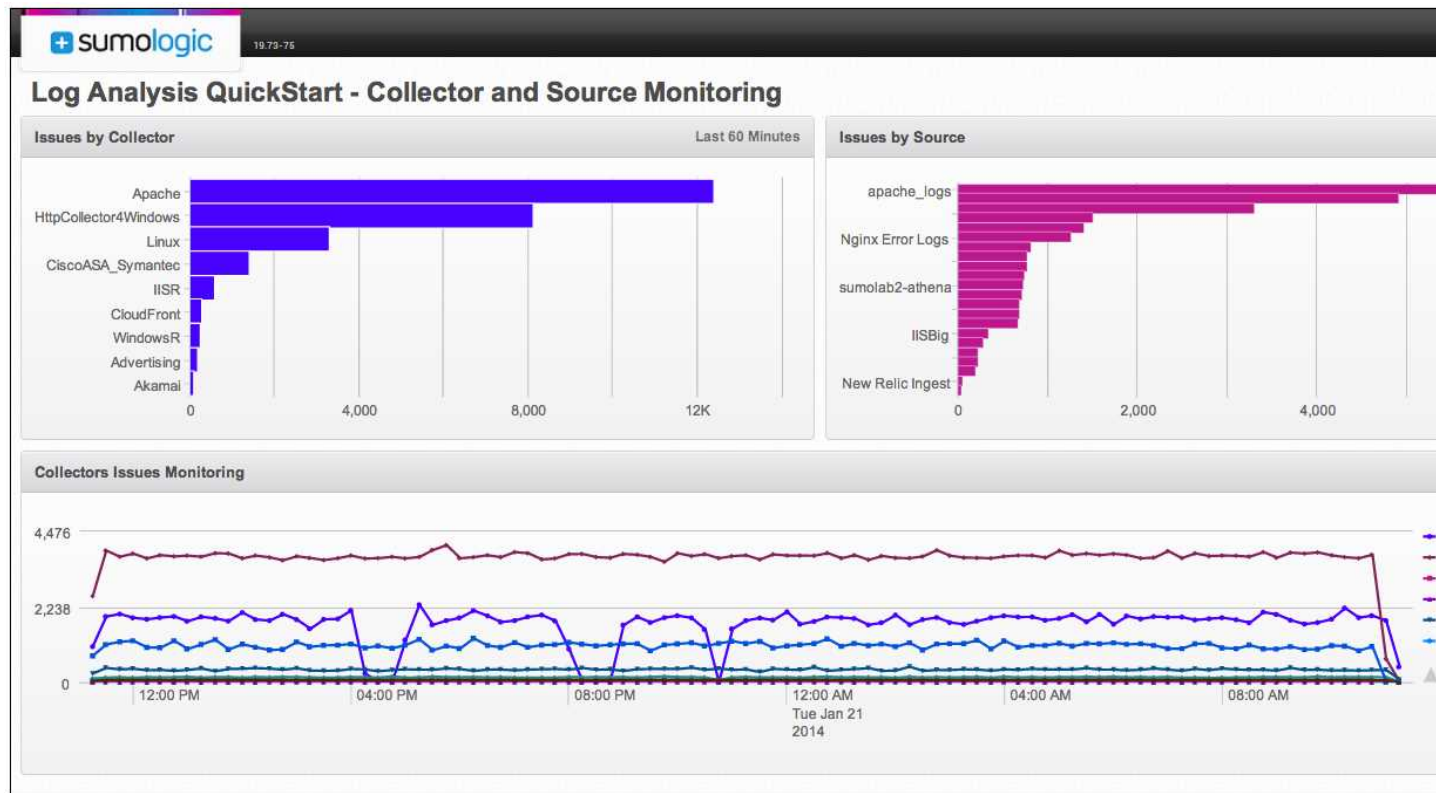 sumologic
19.73-75
Log Analysis QuickStart - Collector and Source Monitoring
Issues by Collector
Last 60 Minutes
Apache
HttpCollector4Windows
Linux
CiscoASA_Symantec
IISR
CloudFront
WindowsR
Advertising
Akamai
0
4,000
8,000
12K
Issues by Source
apache_logs
Nginx Error Logs
sumolab2-athena
IISBig
New Relic Ingest
0
2,000
4,000
Collectors Issues Monitoring
4,476
2,238
0
12:00 PM
04:00 PM
08:00 PM
12:00 AM
Tue Jan 21
2014
04:00 AM
08:00 AM